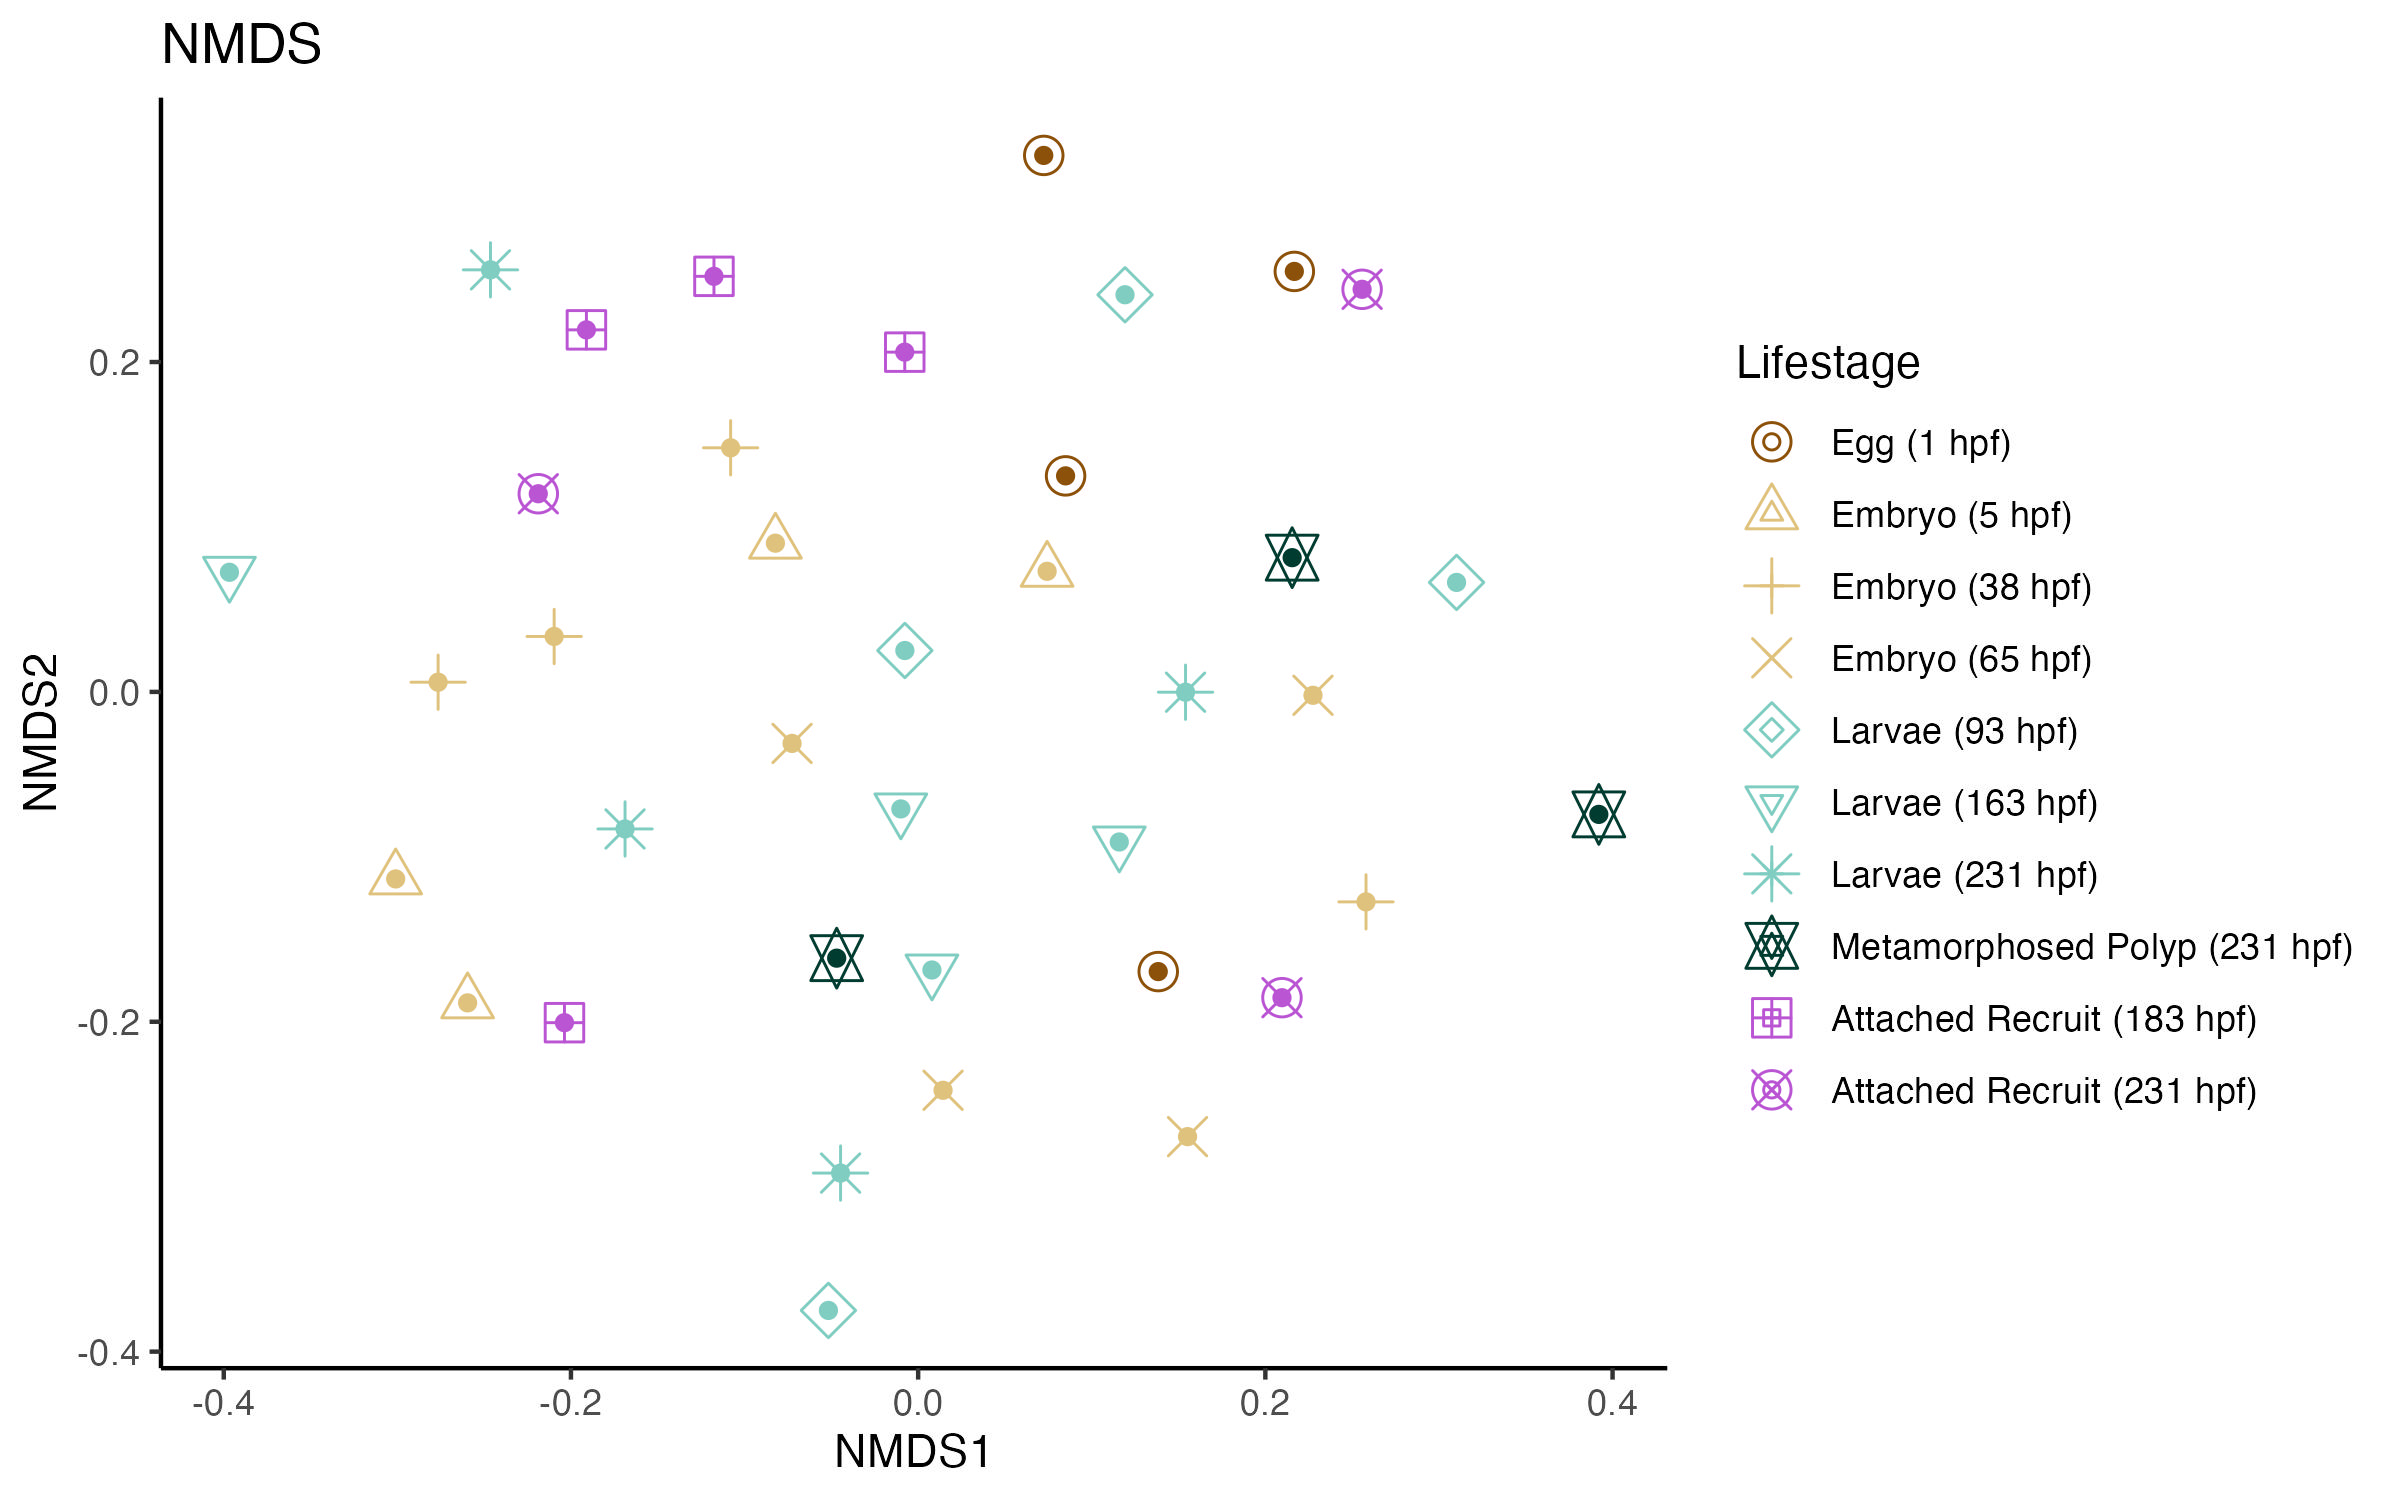 NMDS
0.2
0.0
-0.2
-0.4
NMDS2
-0.4
-0.2
0.0
0.2
0.4
NMDS1
Lifestage
Egg (1 hpf)
Embryo (5 hpf)
Embryo (38 hpf)
Embryo (65 hpf)
Larvae (93 hpf)
Larvae (163 hpf)
Larvae (231 hpf)
Metamorphosed Polyp (231 hpf)
Attached Recruit (183 hpf)
Attached Recruit (231 hpf)